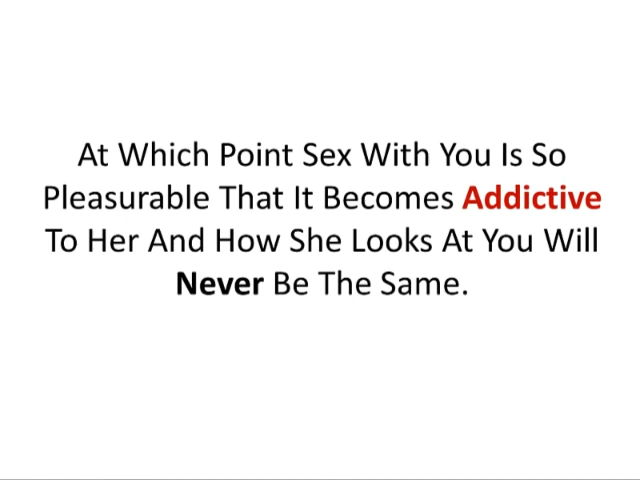 At Which Point Sex With You Is So
Pleasurable That It Becomes Addictive
To Her And How She Looks At You Will
Never Be The Same.